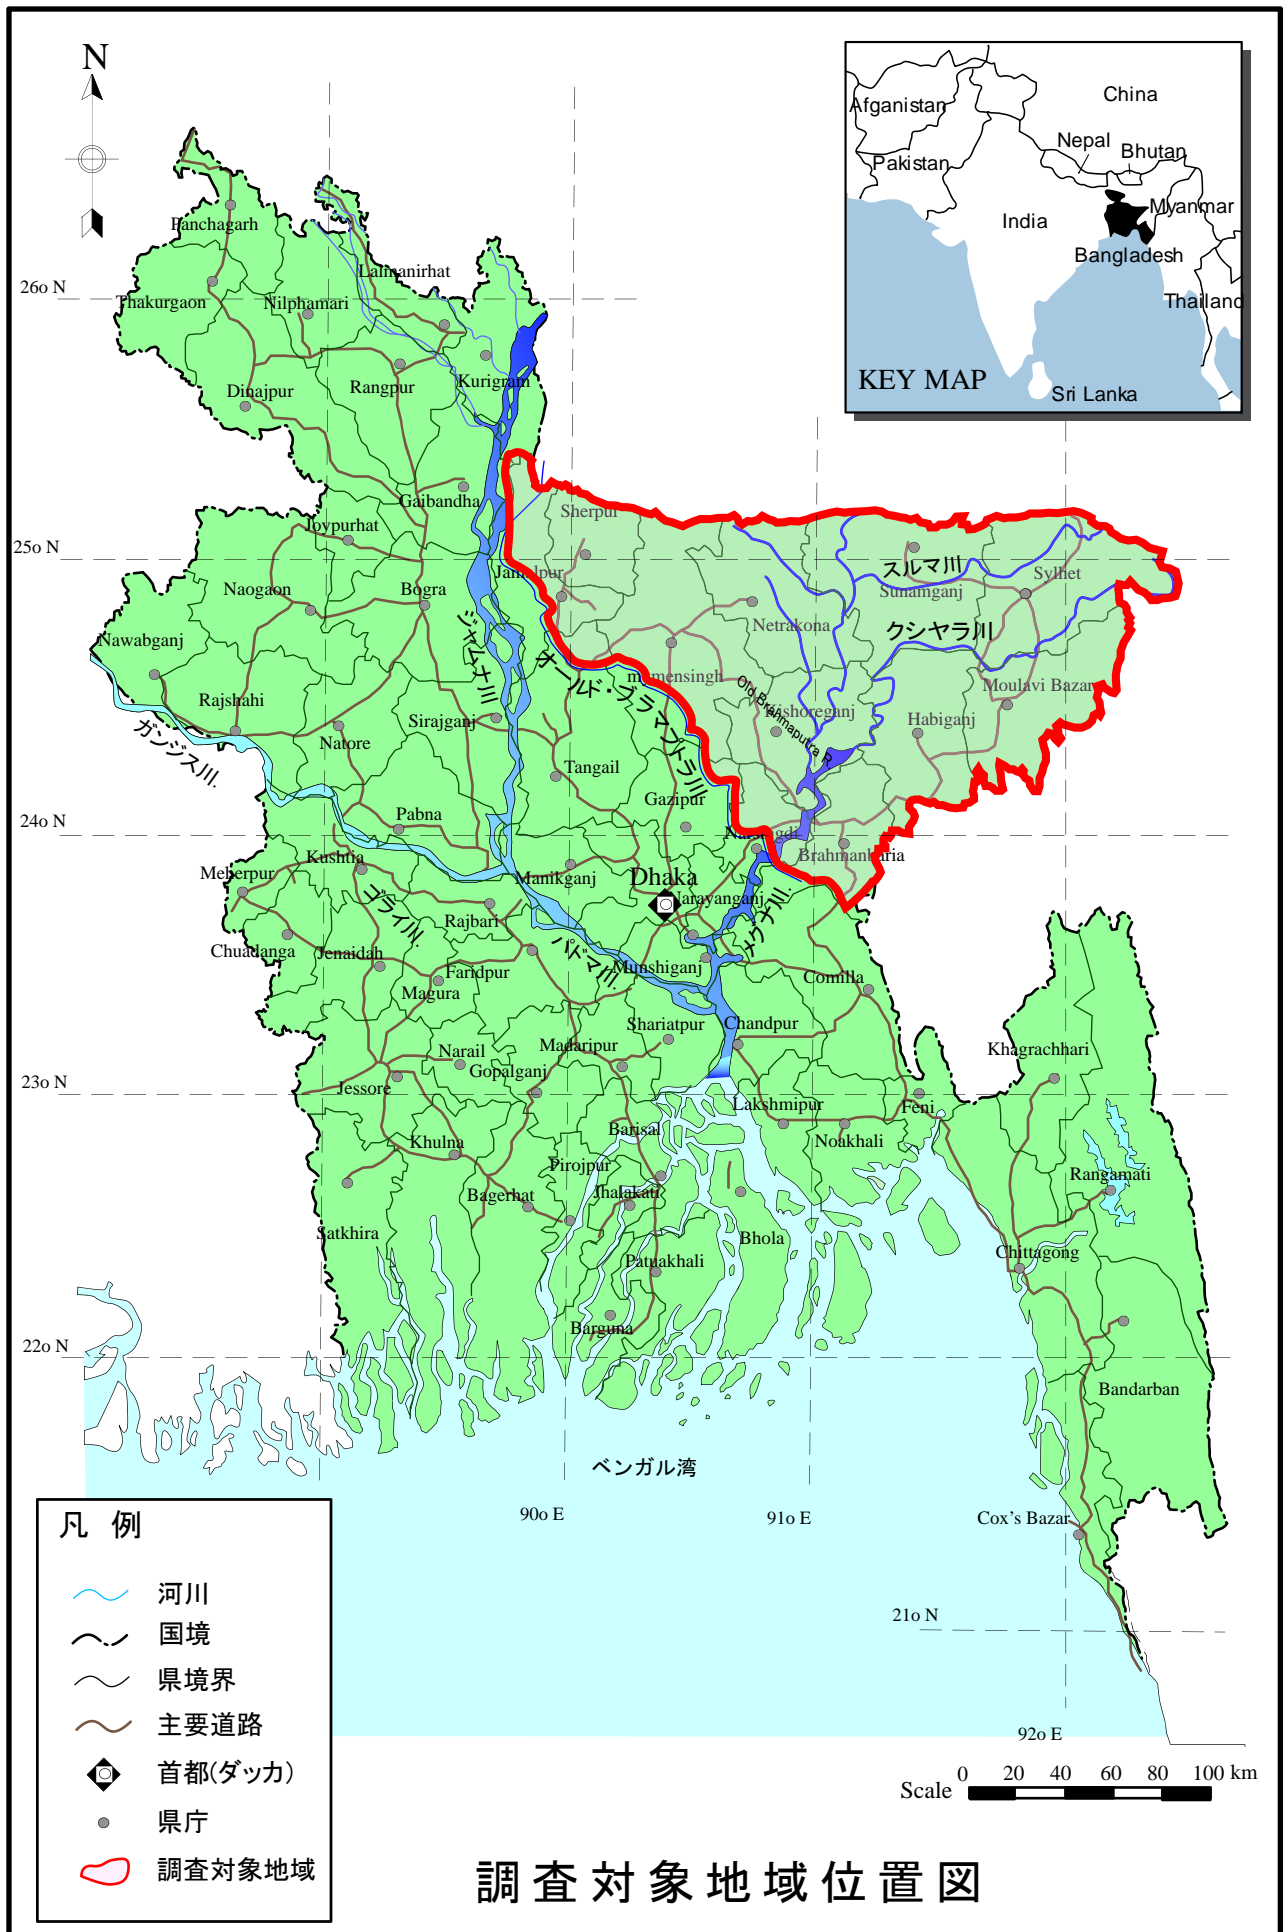 N
Afganistan
China
Nepal
Bhutan
Pakistan
India
Myanmar
Bangladesh
Thailand
KEY MAP
Sri Lanka
Panchagarh
Lalmanirhat
26o N
Thakurgaon
Nilphamari
Dinajpur
Rangpur
Kurigram
Gaibandha
Sherpur
Joypurhat
25o N
Jamalpur
スルマ川
Sylhet
Naogaon
Bogra
Sunamganj
Netrakona
クシヤラ川
Nawabganj
ジャムナ川
オールド・ブラマプトラ川
mymensingh
Moulavi Bazar
Rajshahi
Old Brahmaputra R.
Kishoreganj
Sirajganj
Habiganj
ガンジス川.
Natore
Tangail
Gazipur
24o N
Pabna
Narsingdi
Kushtia
Brahmanbaria
Meherpur
Manikganj
Dhaka
ゴライ川.
Rajbari
Narayanganj
メグナ川.
Chuadanga
Jenaidah
パドマ川.
Faridpur
Munshiganj
Comilla
Magura
Shariatpur
Chandpur
Madaripur
Narail
Gopalganj
Khagrachhari
23o N
Jessore
Lakshmipur
Feni
Barisal
Noakhali
Khulna
Pirojpur
Rangamati
Bagerhat
Jhalakati
Satkhira
Bhola
Chittagong
Patuakhali
Barguna
22o N
Bandarban
ベンガル湾
90o E
91o E
Cox's Bazar
凡 例
河川
国境
県境界
主要道路
首都(ダッカ)
県庁
調査対象地域
21o N
92o E
0 20 40 60 80 100 km
Scale
調査対象地域位置図